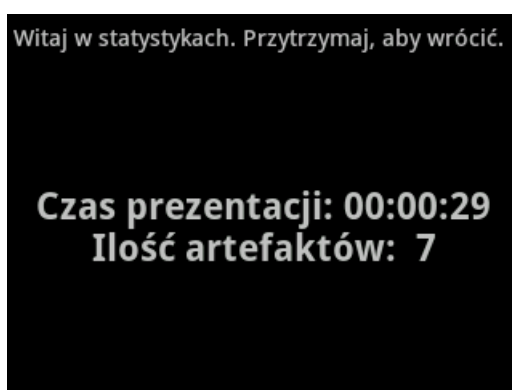 Witaj w statystykach. Przytrzymaj, aby wrócić.
Czas prezentacji: 00:00:29
Ilość artefaktów: 7